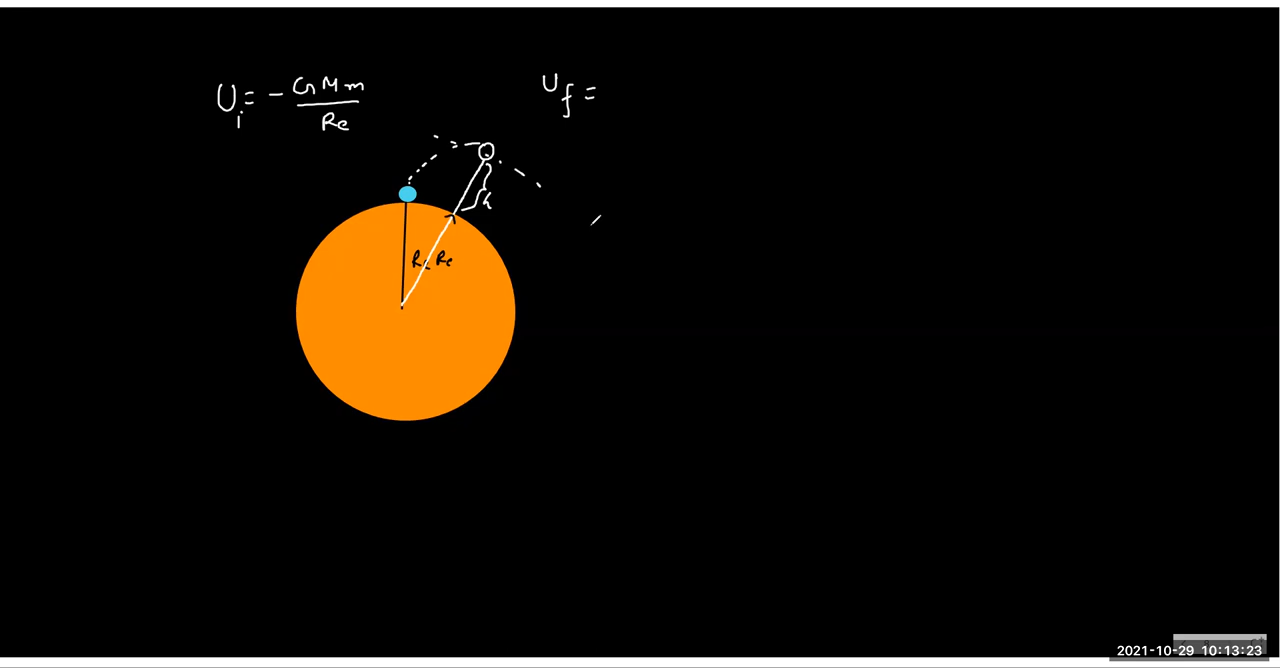 Ui = - GMm/Re
Uf =
h
Re Re
2021-10-29 10:13:23